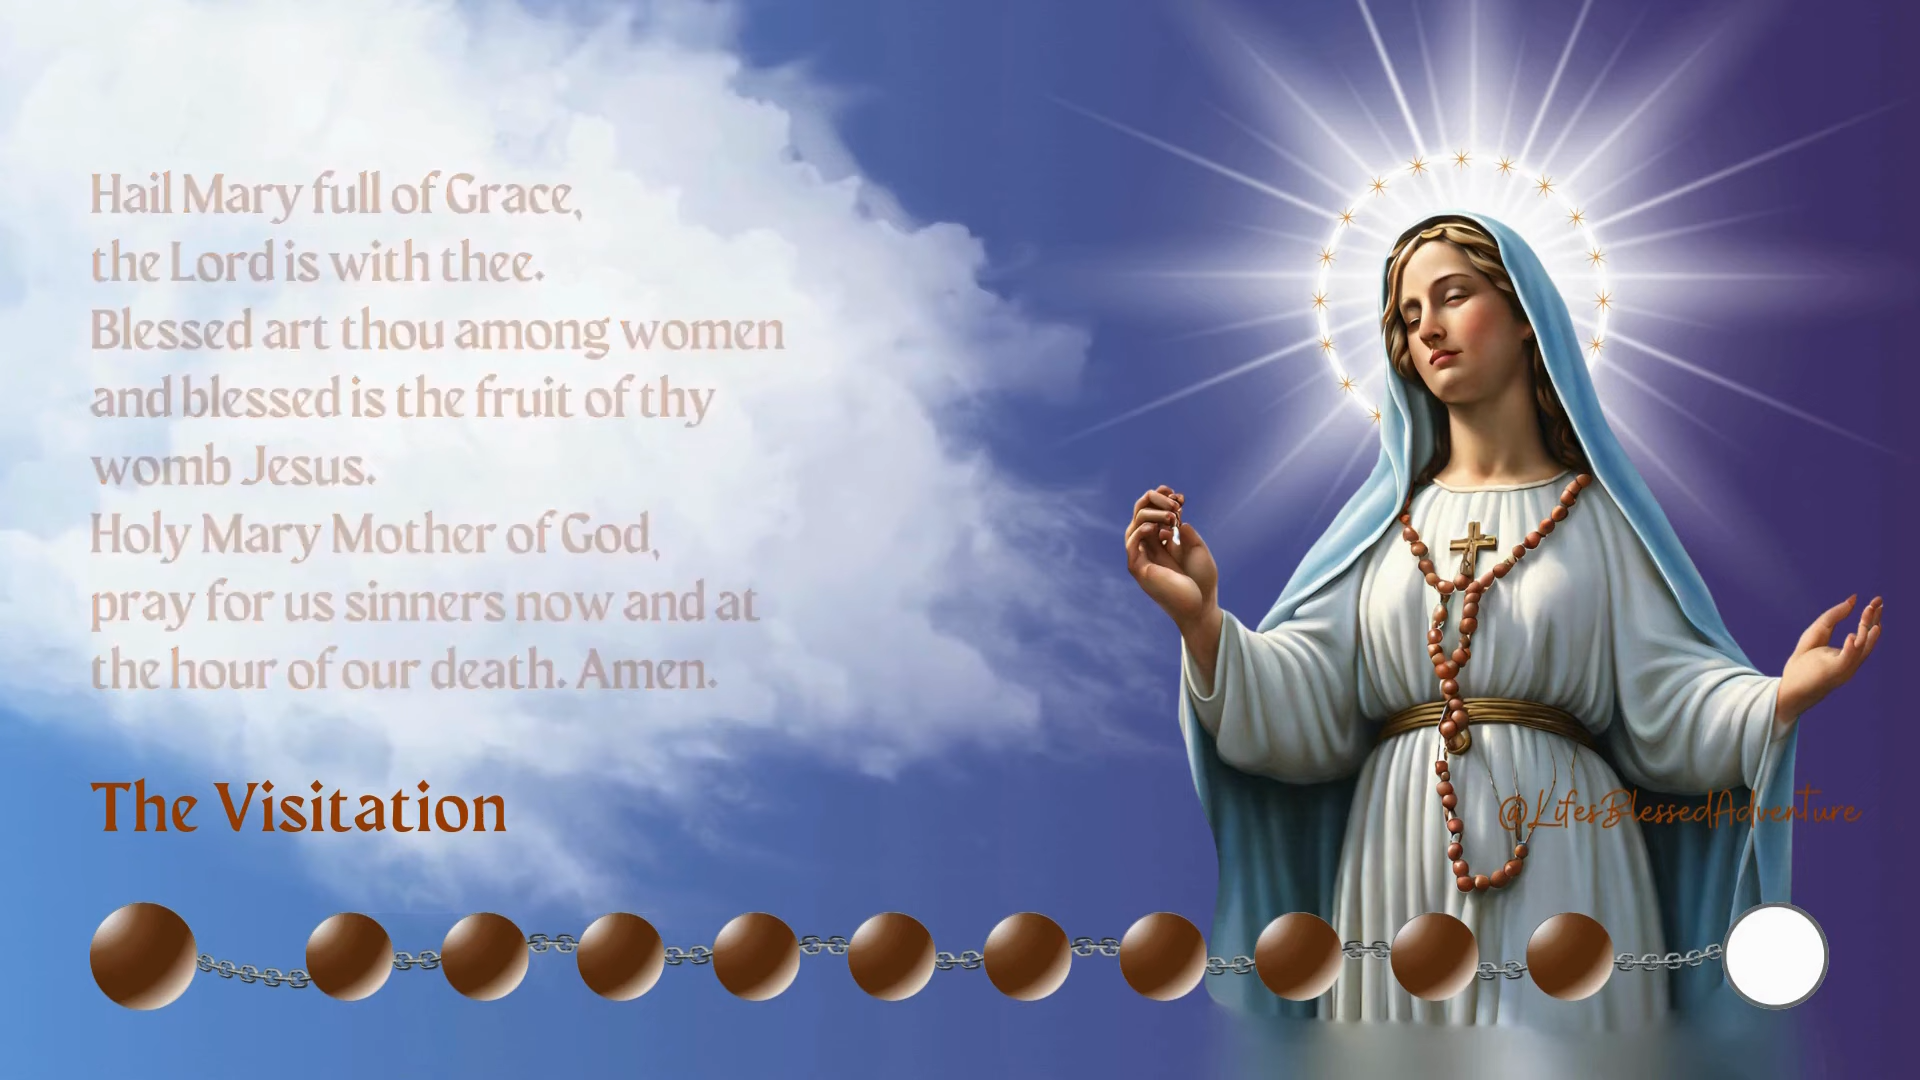 Hail Mary full of Grace,
the Lord is with thee.
Blessed art thou among women
and blessed is the fruit of thy
womb Jesus.
Holy Mary Mother of God,
pray for us sinners now and at
the hour of our death. Amen.
The Visitation
@LifesBlessedAdventure